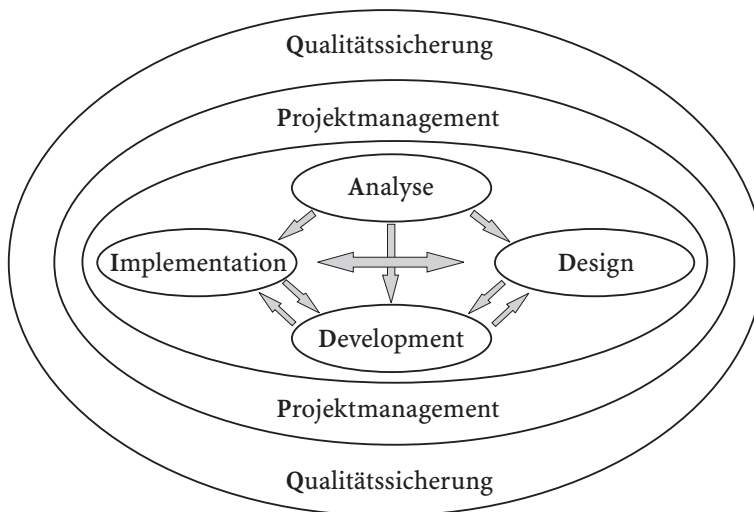 Qualitätssicherung
Projektmanagement
Analyse
Implementation
Design
Development
Projektmanagement
Qualitätssicherung